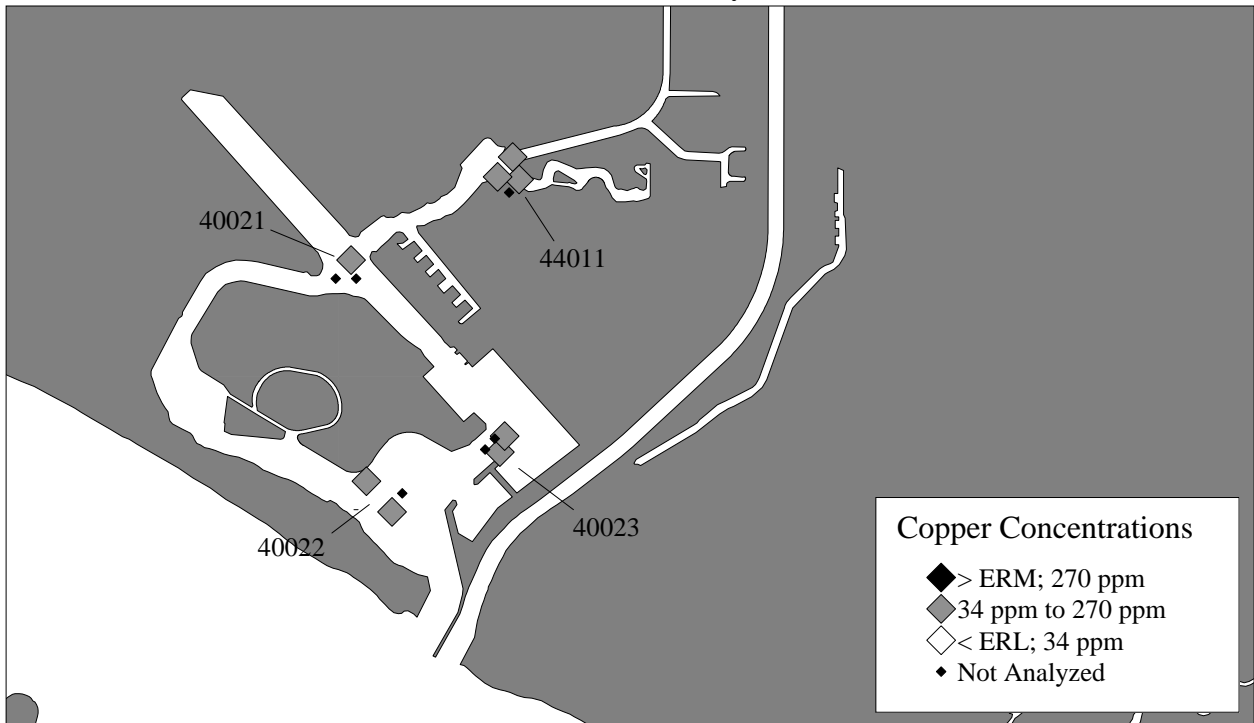 40021
44011
40022
40023
Copper Concentrations
> ERM; 270 ppm
34 ppm to 270 ppm
< ERL; 34 ppm
Not Analyzed